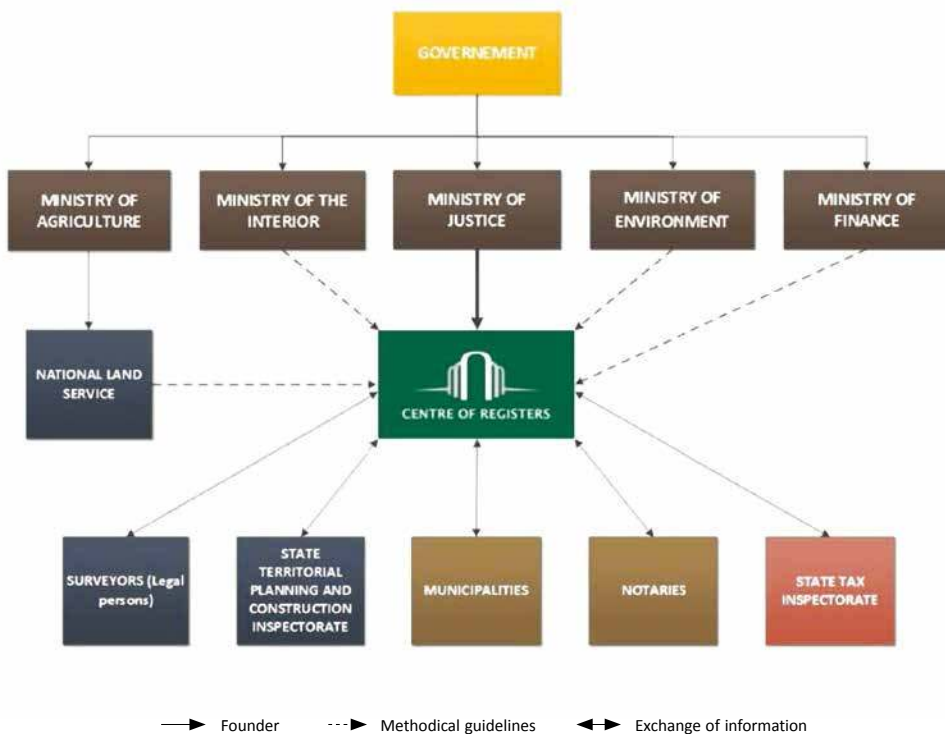 GOVERNEMENT
MINISTRY OF
AGRICULTURE
MINISTRY OF THE
INTERIOR
MINISTRY OF
JUSTICE
MINISTRY OF
ENVIRONMENT
MINISTRY OF
FINANCE
NATIONAL LAND
SERVICE
CENTRE OF REGISTERS
SURVEYORS (Legal
persons)
STATE
TERRITORIAL
PLANNING AND
CONSTRUCTION
INSPECTORATE
MUNICIPALITIES
NOTARIES
STATE TAX
INSPECTORATE
Founder
Methodical guidelines
Exchange of information